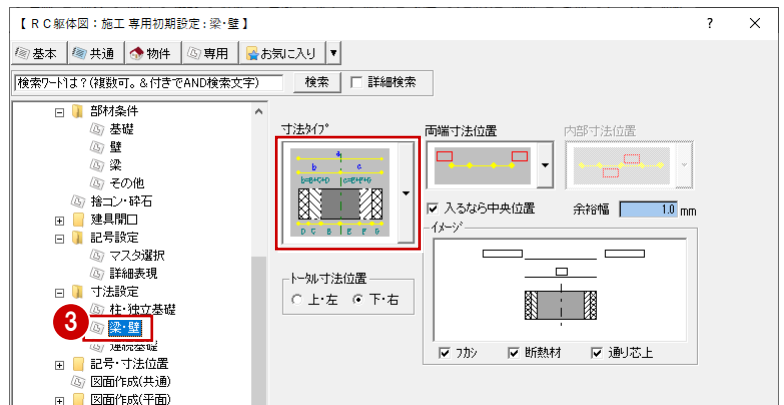 【ＲＣ躯体図：施工 専用初期設定：梁・壁】
? ×
基本 共通 物件 専用 お気に入り
検索ワードは？(複数可。＆付きでAND検索文字) 検索 詳細検索
部材条件
基礎
壁
梁
その他
捨コン・砕石
建具開口
記号設定
マスタ選択
詳細表現
寸法設定
柱・独立基礎
3 梁・壁
連続基礎
記号・寸法位置
図面作成(共通)
図面作成(平面)
寸法タイプ
a
b c
b=B+C+D c=E+F+G
D C B E F G
トータル寸法位置
上・左 下・右
両端寸法位置 内部寸法位置
入るなら中央位置 余裕幅 1.0 mm
イメージ
フカシ 断熱材 通り芯上